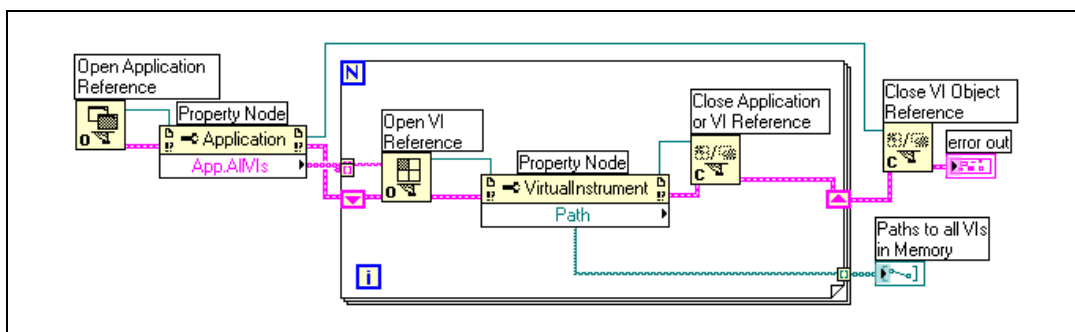 Open Application
Reference
Property Node
Application
App.AllVIs
N
Open VI
Reference
Property Node
VirtualInstrument
Path
Close Application
or VI Reference
i
Close VI Object
Reference
error out
Paths to all VIs
in Memory